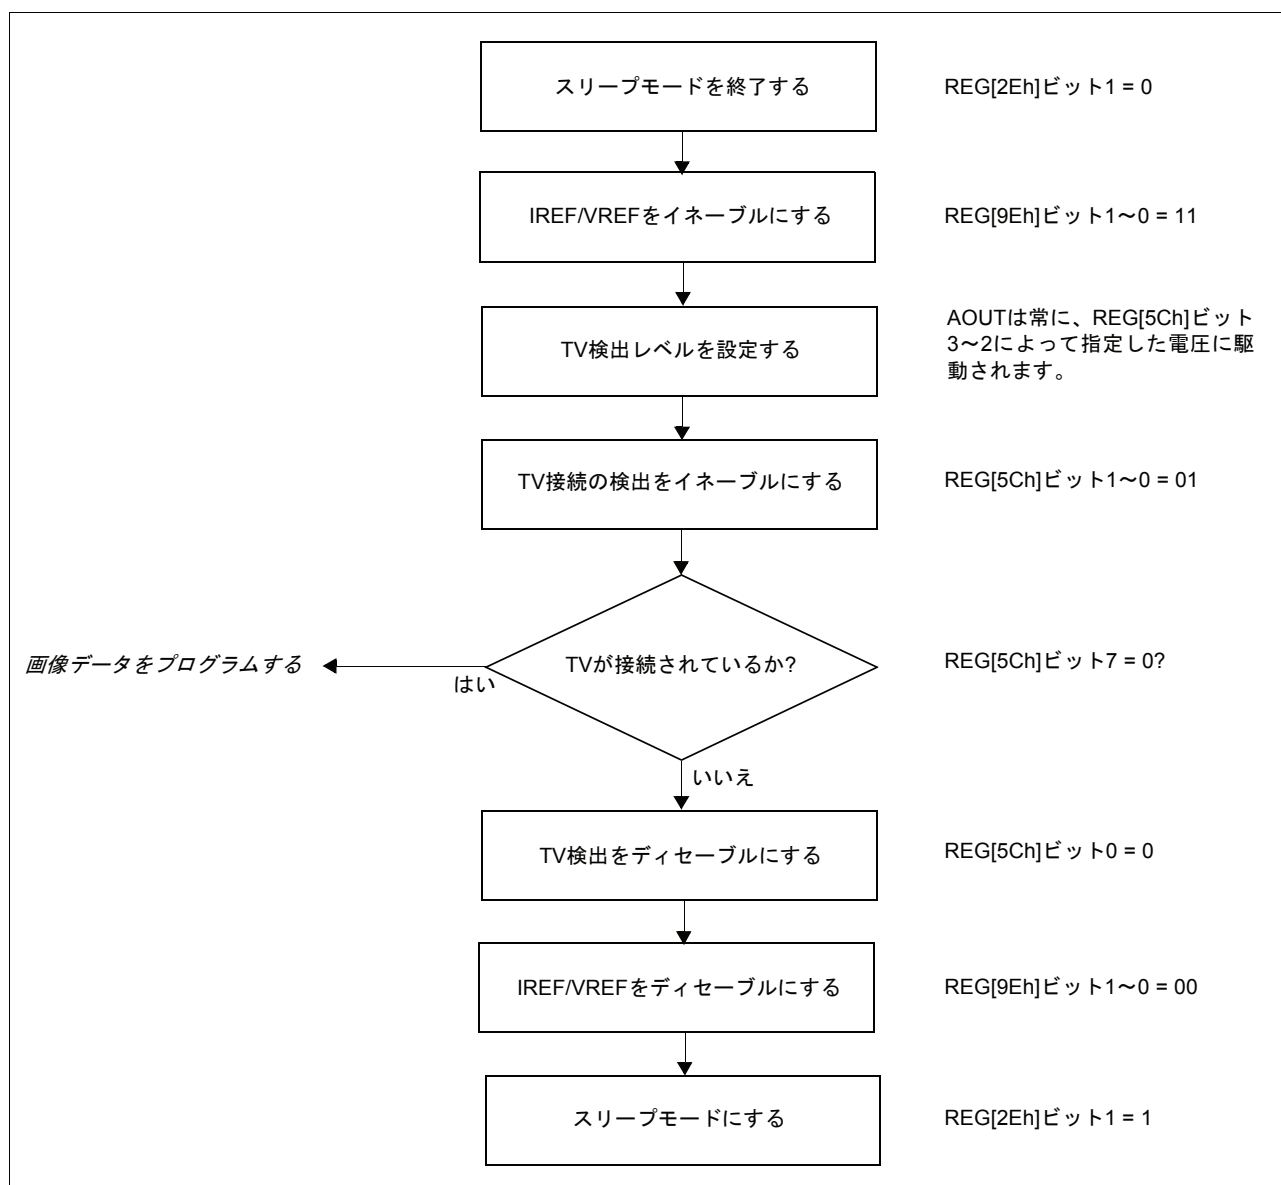 スリープモードを終了する
REG[2Eh]ビット1 = 0
IREF/VREFをイネーブルにする
REG[9Eh]ビット1～0 = 11
TV検出レベルを設定する
AOUTは常に、REG[5Ch]ビット
3～2によって指定した電圧に駆
動されます。
TV接続の検出をイネーブルにする
REG[5Ch]ビット1～0 = 01
画像データをプログラムする
はい
TVが接続されているか?
REG[5Ch]ビット7 = 0?
いいえ
TV検出をディセーブルにする
REG[5Ch]ビット0 = 0
IREF/VREFをディセーブルにする
REG[9Eh]ビット1～0 = 00
スリープモードにする
REG[2Eh]ビット1 = 1